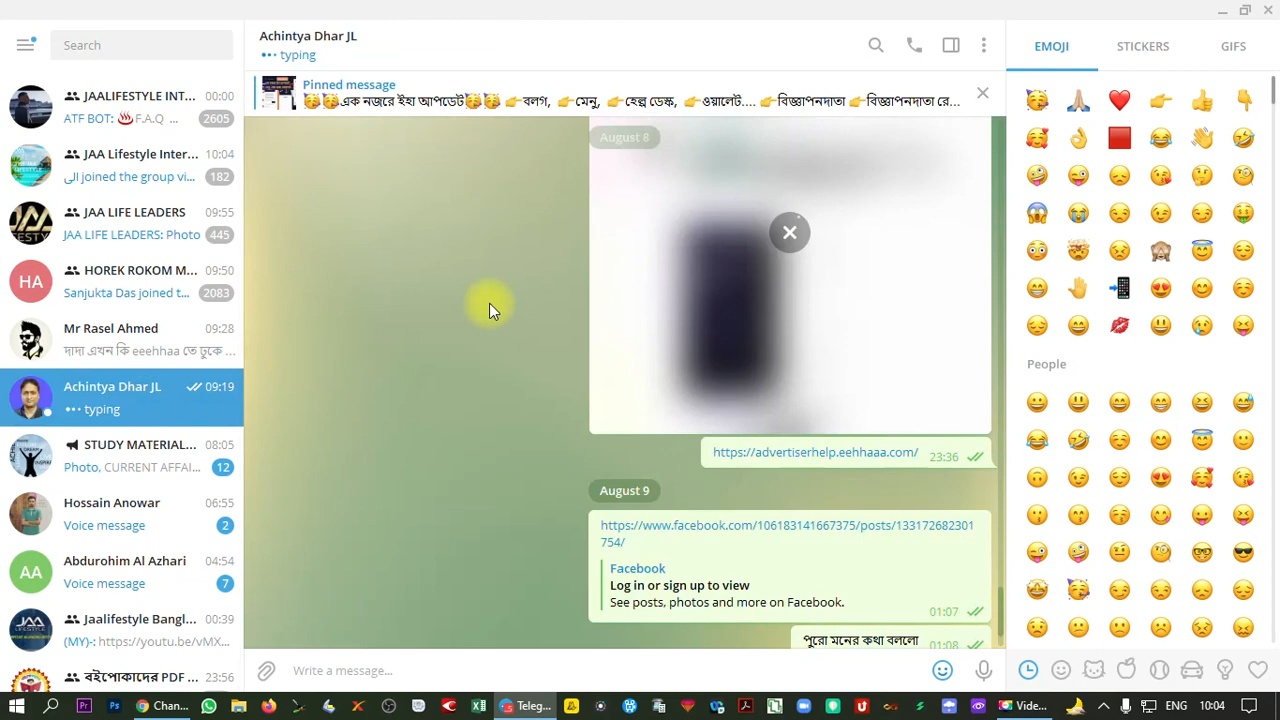 Search
JAALIFESTYLE INT... 00:00
ATF BOT: ♨️F.A.Q ... 2605
JAA Lifestyle Inter... 10:04
الى joined the group vi... 182
JAA LIFE LEADERS 09:55
JAA LIFE LEADERS: Photo 445
HA
HOREK ROKOM M... 09:50
Sanjukta Das joined t... 2083
Mr Rasel Ahmed 09:28
দাদা এখন কি eeehhaa তে ঢুকে ...
Achintya Dhar JL 09:19
typing
STUDY MATERIAL... 08:05
Photo, CURRENT AFFAI... 12
Hossain Anowar 06:55
Voice message 2
AA
Abdurohim Al Azhari 04:54
Voice message 7
Jaalifestyle Bangl... 00:39
(MY)-: https://youtu.be/vMX...
বইপোকাদের PDF ... 23:56
Achintya Dhar JL
typing
Pinned message
🥳🥳এক নজরে ইহা আপডেট🥳🥳 👉বলগ, 👉মেনু, 👉হেল্প ডেস্ক, 👉ওয়ালেট.... 👉বিজ্ঞাপনদাতা 👉বিজ্ঞাপনদাতা রে...
August 8
https://advertiserhelp.eehhaaa.com/ 23:36
August 9
https://www.facebook.com/106183141667375/posts/133172682301
754/
Facebook
Log in or sign up to view
See posts, photos and more on Facebook.
01:07
পুরো মনের কথা বললো 01:08
Write a message...
EMOJI STICKERS GIFS
People
Chan... Teleg... Vide... ENG 10:04